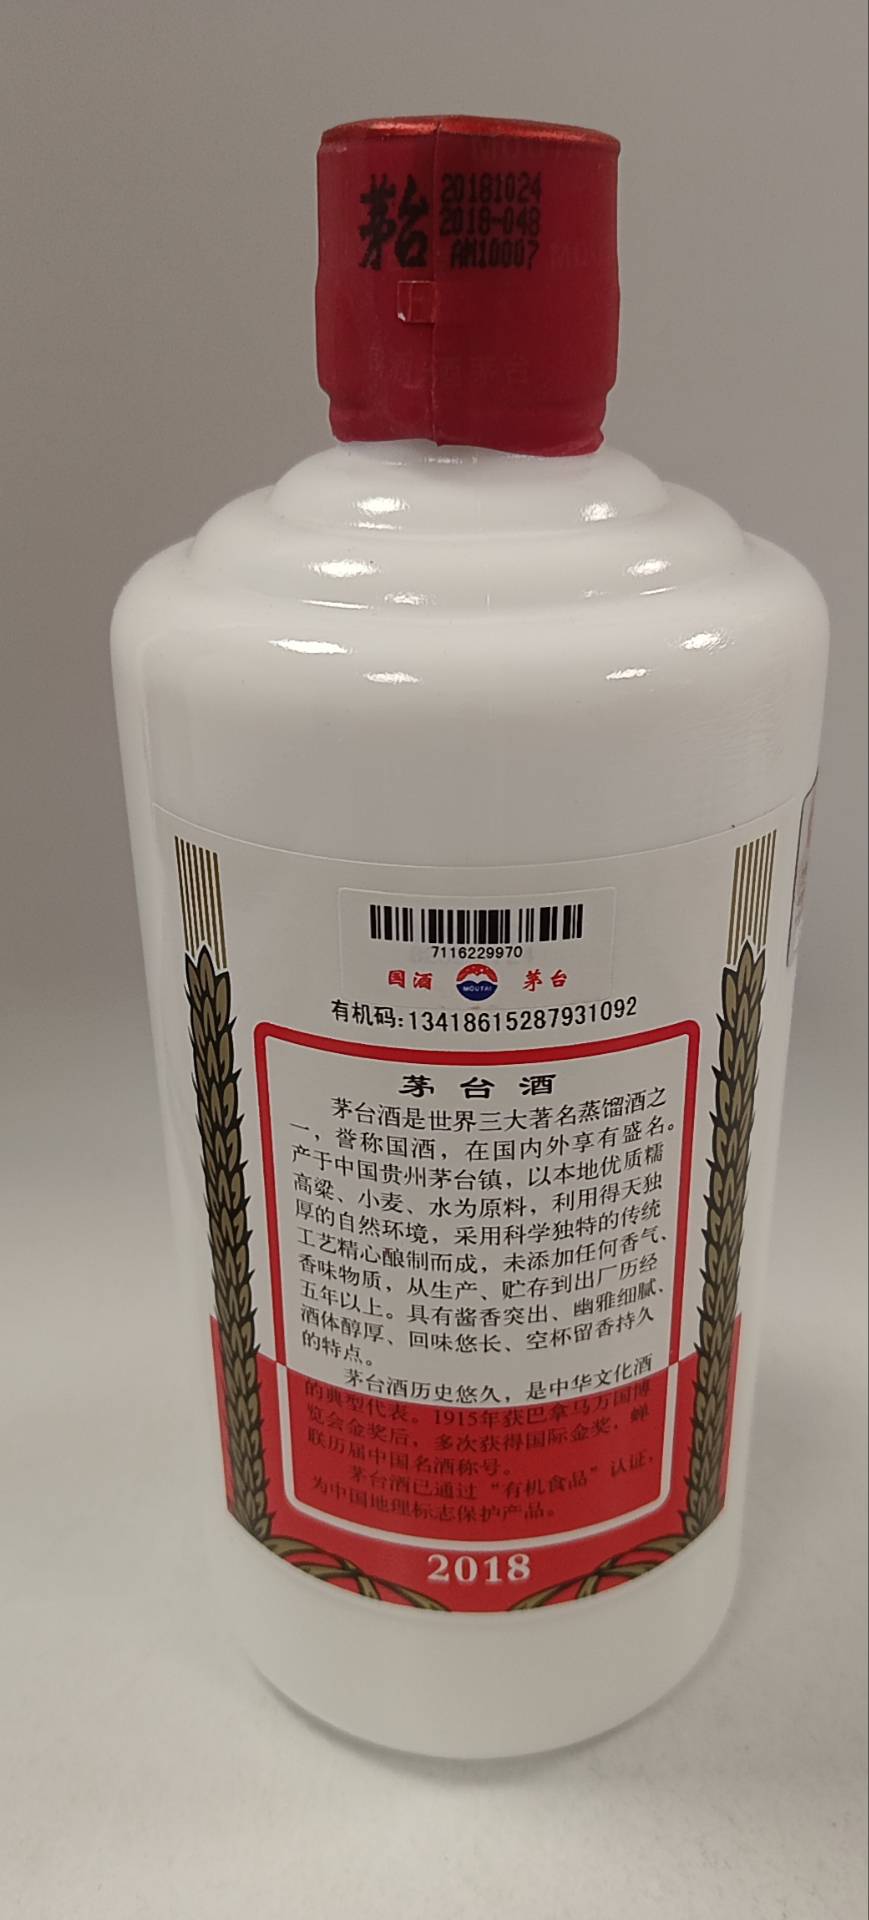 茅台
20181024
2018-048
AM10007
7116229970
国酒 MOUTAI 茅台
有机码:13418615287931092
茅台酒
茅台酒是世界三大著名蒸馏酒之
一，誉称国酒，在国内外享有盛名。
产于中国贵州茅台镇，以本地优质糯
高粱、小麦、水为原料，利用得天独
厚的自然环境，采用科学独特的传统
工艺精心酿制而成，未添加任何香气、
香味物质，从生产、贮存到出厂历经
五年以上。具有酱香突出、幽雅细腻、
酒体醇厚、回味悠长、空杯留香持久
的特点。
茅台酒历史悠久，是中华文化酒
的典型代表。1915年获巴拿马万国博
览会金奖后，多次获得国际金奖，蝉
联历届中国名酒称号。
茅台酒已通过“有机食品”认证，
为中国地理标志保护产品。
2018